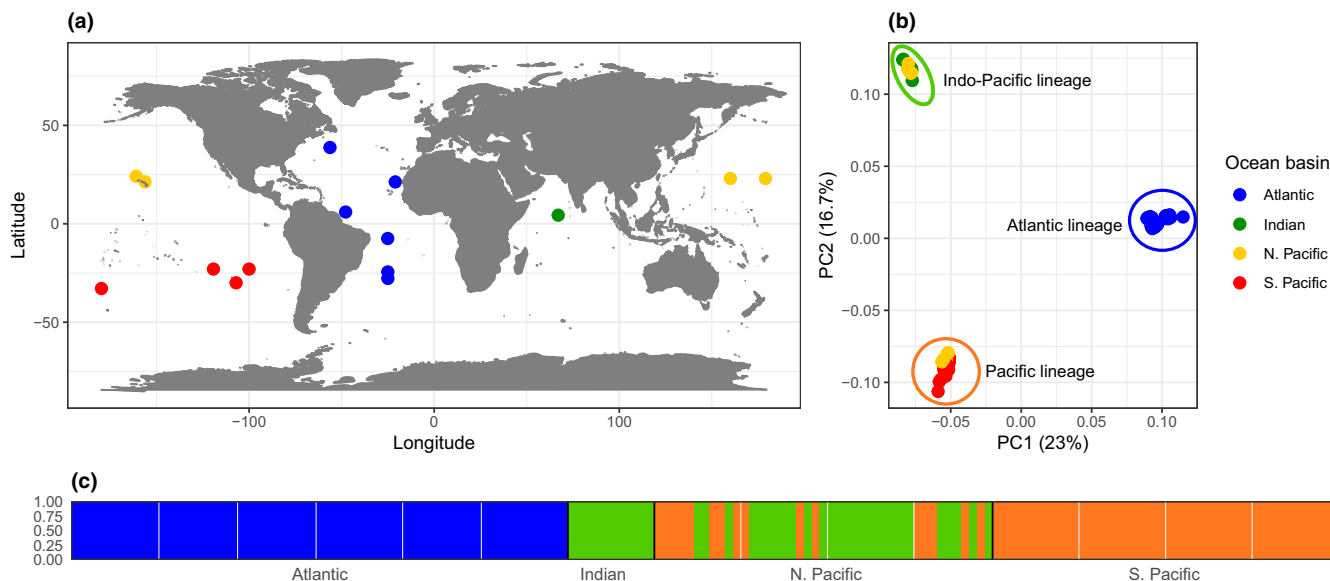 (a)
50
0
−50
Latitude
−100
0
100
Longitude
(b)
0.10
0.05
0.00
−0.05
−0.10
PC2 (16.7%)
Indo-Pacific lineage
Atlantic lineage
Pacific lineage
−0.05
0.00
0.05
0.10
PC1 (23%)
Ocean basin
Atlantic
Indian
N. Pacific
S. Pacific
(c)
1.00
0.75
0.50
0.25
0.00
Atlantic
Indian
N. Pacific
S. Pacific